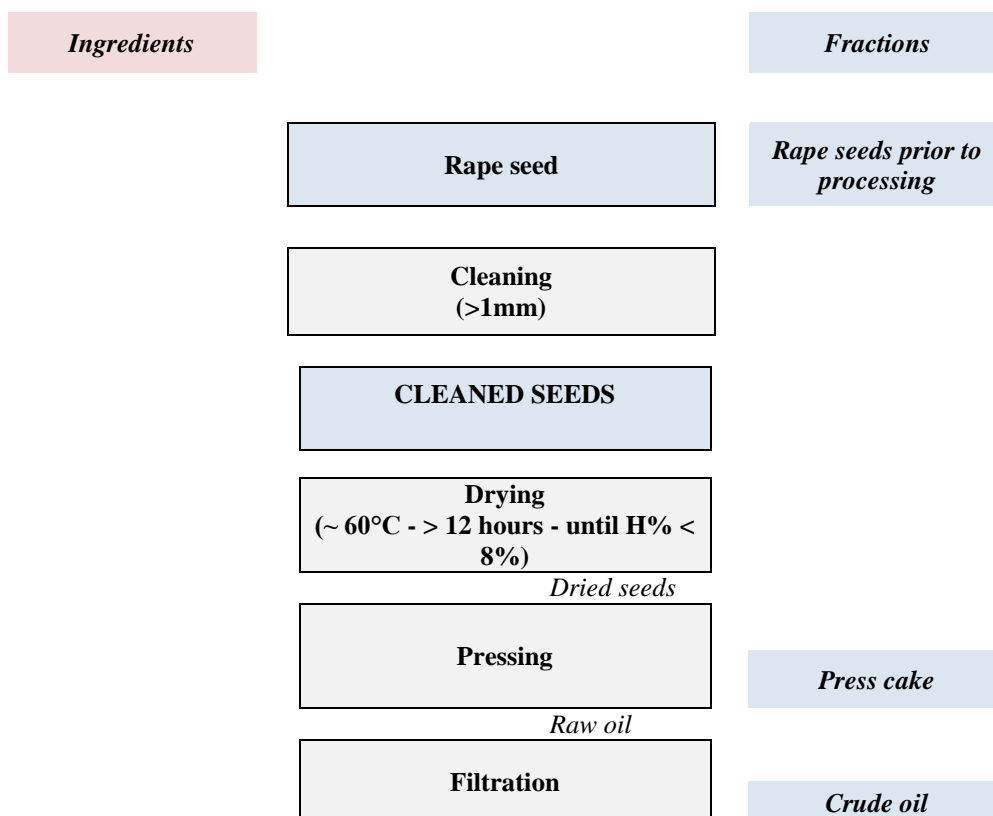 Ingredients
Fractions
Rape seed
Rape seeds prior to
processing
Cleaning
(>1mm)
CLEANED SEEDS
Drying
(~ 60°C - > 12 hours - until H% <
8%)
Dried seeds
Pressing
Press cake
Raw oil
Filtration
Crude oil